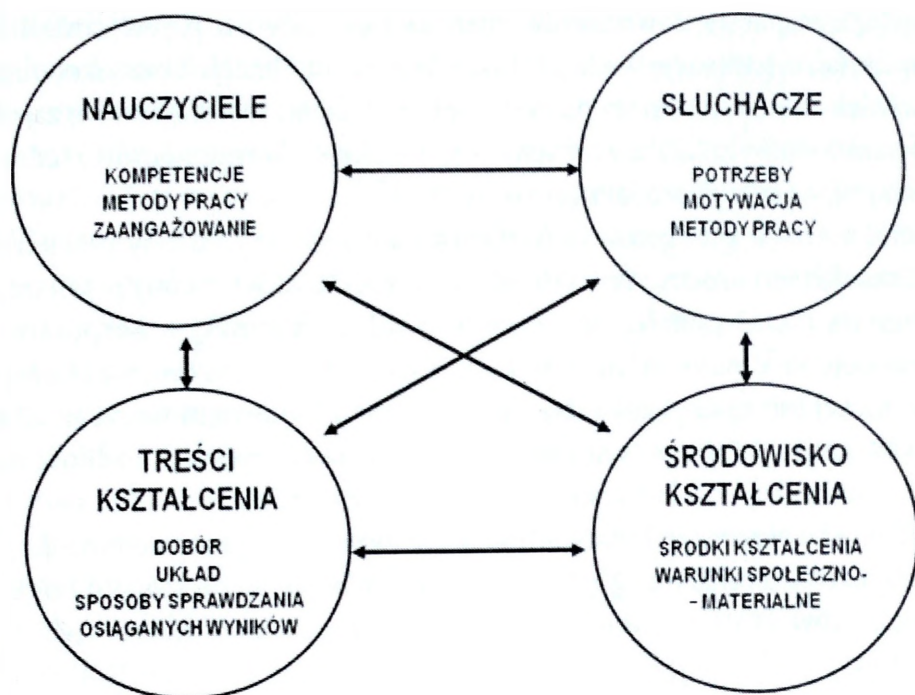 NAUCZYCIELE
KOMPETENCJE
METODY PRACY
ZAANGAŻOWANIE
SŁUCHACZE
POTRZEBY
MOTYWACJA
METODY PRACY
TREŚCI
KSZTAŁCENIA
DOBÓR
UKŁAD
SPOSOBY SPRAWDZANIA
OSIĄGANYCH WYNIKÓW
ŚRODOWISKO
KSZTAŁCENIA
ŚRODKI KSZTAŁCENIA
WARUNKI SPOŁECZNO-
- MATERIALNE